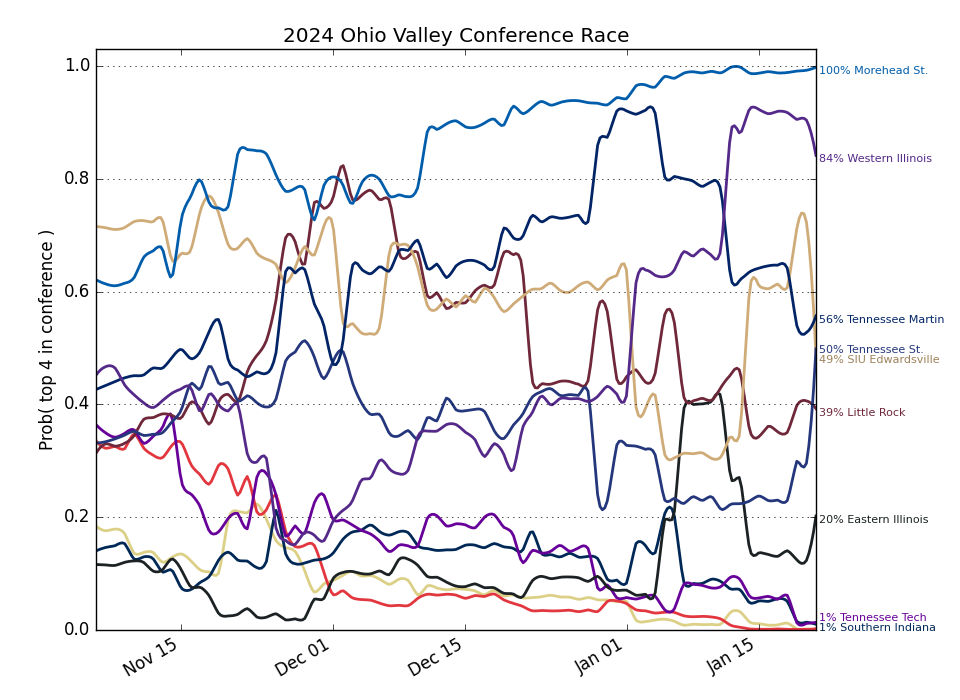 2024 Ohio Valley Conference Race
1.0
0.8
0.6
0.4
0.2
0.0
Prob( top 4 in conference )
Nov 15
Dec 01
Dec 15
Jan 01
Jan 15
100% Morehead St.
84% Western Illinois
56% Tennessee Martin
50% Tennessee St.
49% SIU Edwardsville
39% Little Rock
20% Eastern Illinois
1% Tennessee Tech
1% Southern Indiana